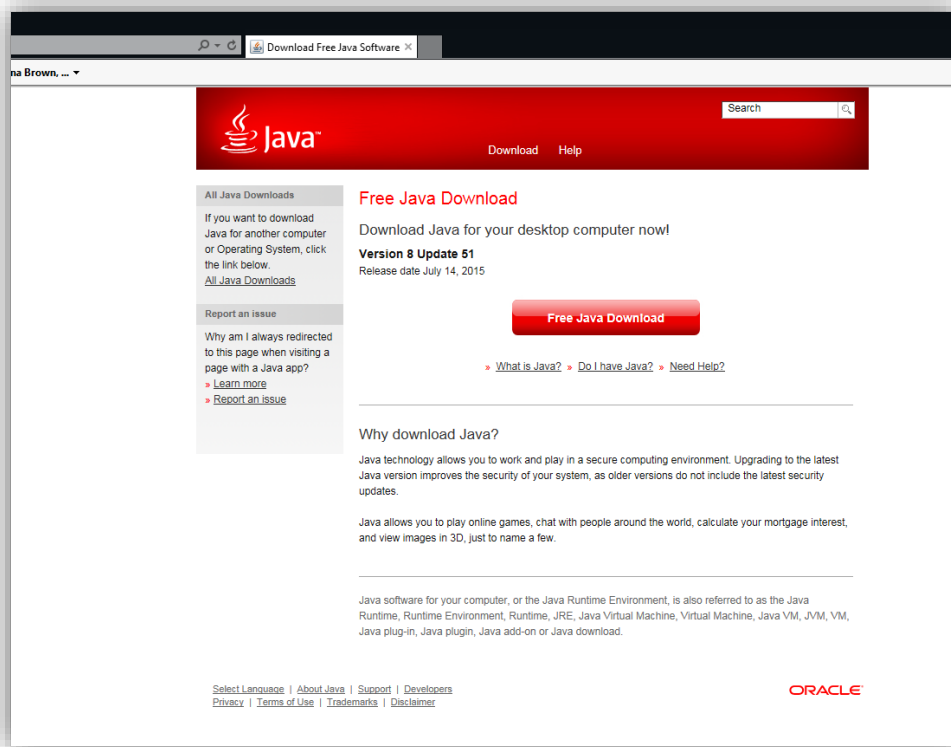 Download Free Java Software
na Brown, ...
Java™
Search
Download Help
All Java Downloads
If you want to download
Java for another computer
or Operating System, click
the link below.
All Java Downloads
Report an issue
Why am I always redirected
to this page when visiting a
page with a Java app?
» Learn more
» Report an issue
Free Java Download
Download Java for your desktop computer now!
Version 8 Update 51
Release date July 14, 2015
Free Java Download
» What is Java? » Do I have Java? » Need Help?
Why download Java?
Java technology allows you to work and play in a secure computing environment. Upgrading to the latest
Java version improves the security of your system, as older versions do not include the latest security
updates.
Java allows you to play online games, chat with people around the world, calculate your mortgage interest,
and view images in 3D, just to name a few.
Java software for your computer, or the Java Runtime Environment, is also referred to as the Java
Runtime, Runtime Environment, Runtime, JRE, Java Virtual Machine, Virtual Machine, Java VM, JVM, VM,
Java plug-in, Java plugin, Java add-on or Java download.
Select Language | About Java | Support | Developers
Privacy | Terms of Use | Trademarks | Disclaimer
ORACLE